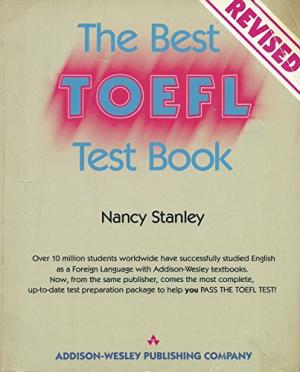 REVISED
The Best
TOEFL
Test Book
Nancy Stanley
Over 10 million students worldwide have successfully studied English
as a Foreign Language with Addison-Wesley textbooks.
Now, from the same publisher, comes the most complete,
up-to-date test preparation package to help you PASS THE TOEFL TEST!
ADDISON-WESLEY PUBLISHING COMPANY